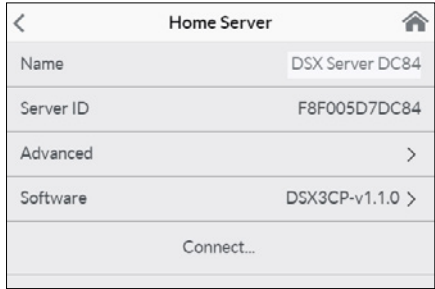 Home Server
Name DSX Server DC84
Server ID F8F005D7DC84
Advanced
Software DSX3CP-v1.1.0
Connect...